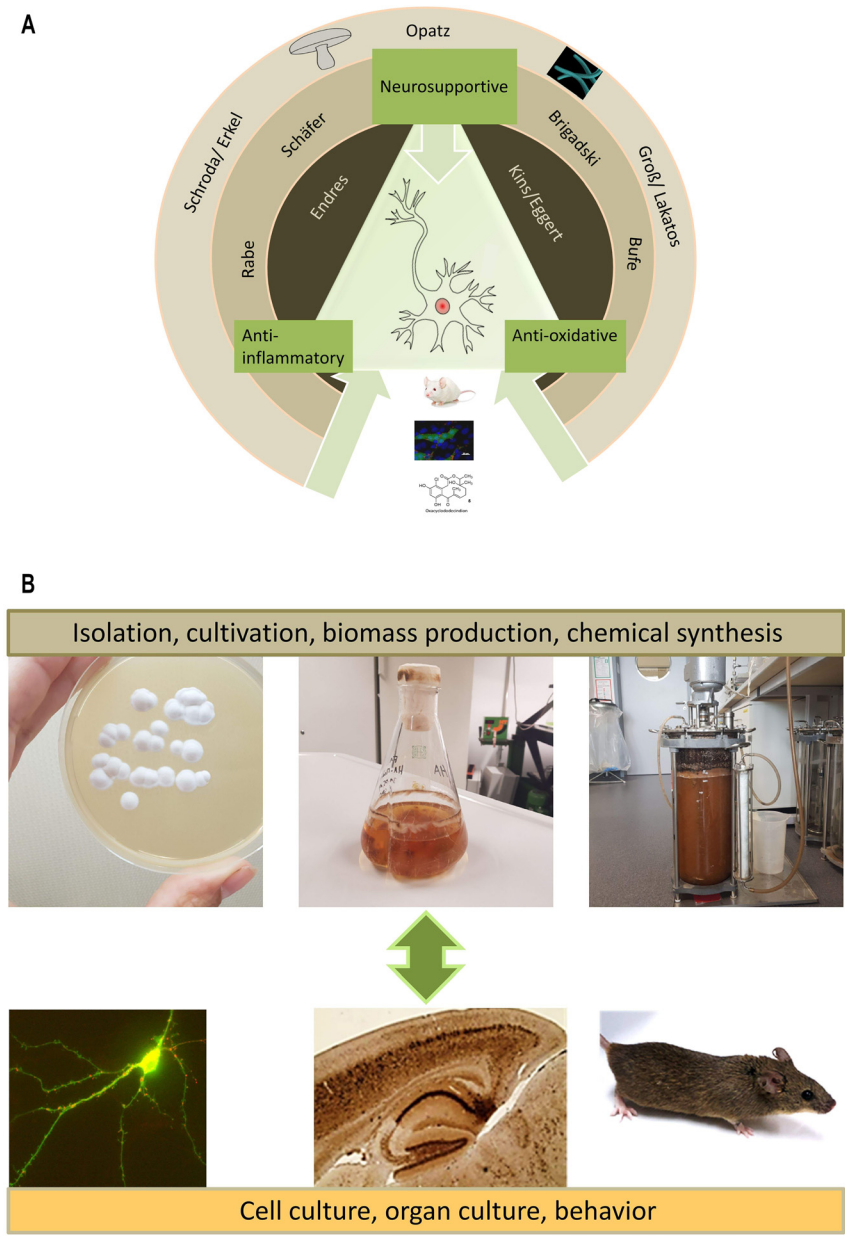 A
Opatz
Neurosupportive
Schroda/ Erkel
Schäfer
Brigadski
Groß/ Lakatos
Endres
Kins/Eggert
Rabe
Bufe
Anti-
inflammatory
Anti-oxidative
Oxacyclododecindion
B
Isolation, cultivation, biomass production, chemical synthesis
Cell culture, organ culture, behavior